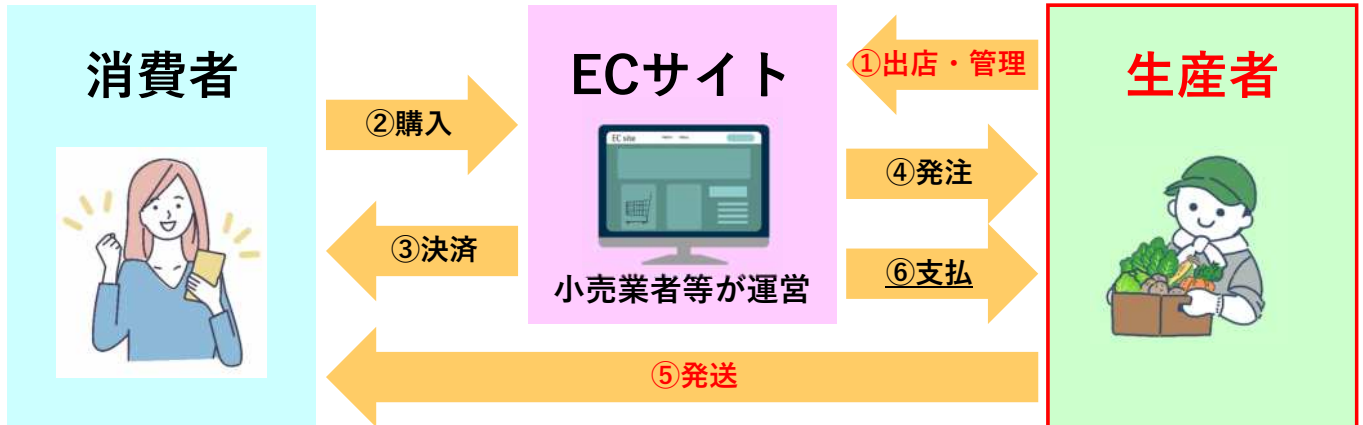 消費者
ECサイト
生産者
①出店・管理
②購入
EC site
④発注
③決済
⑥支払
小売業者等が運営
⑤発送